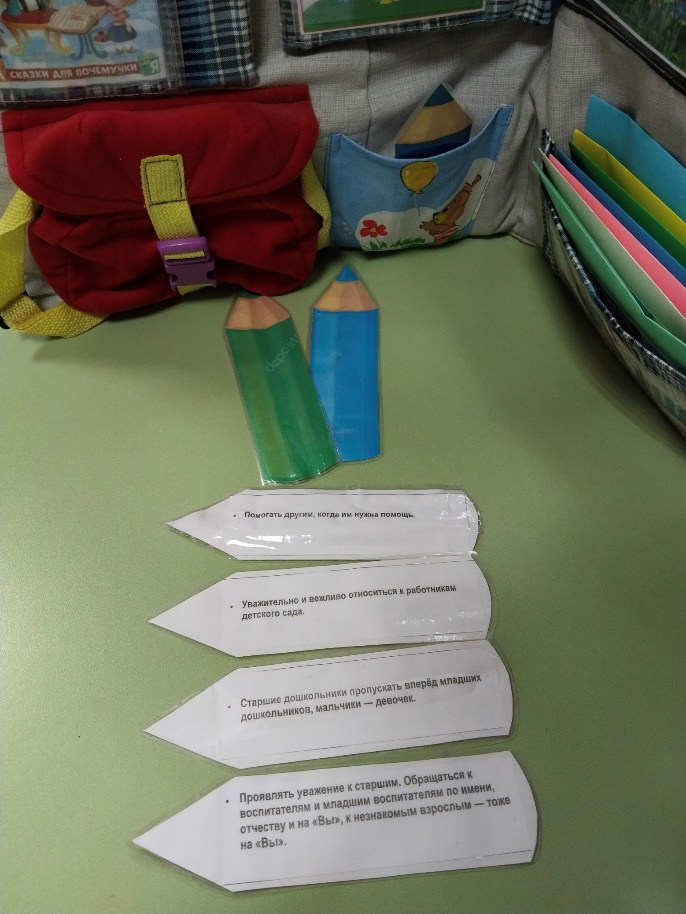 СКАЗКИ ДЛЯ ПОЧЕМУЧКИ
• Помогать другим, когда им нужна помощь.
• Уважительно и вежливо относиться к работникам
детского сада.
• Старшие дошкольники пропускать вперёд младших
дошкольников, мальчики — девочек.
• Проявлять уважение к старшим. Обращаться к
воспитателям и младшим воспитателям по имени,
отчеству и на «Вы», к незнакомым взрослым — тоже
на «Вы».